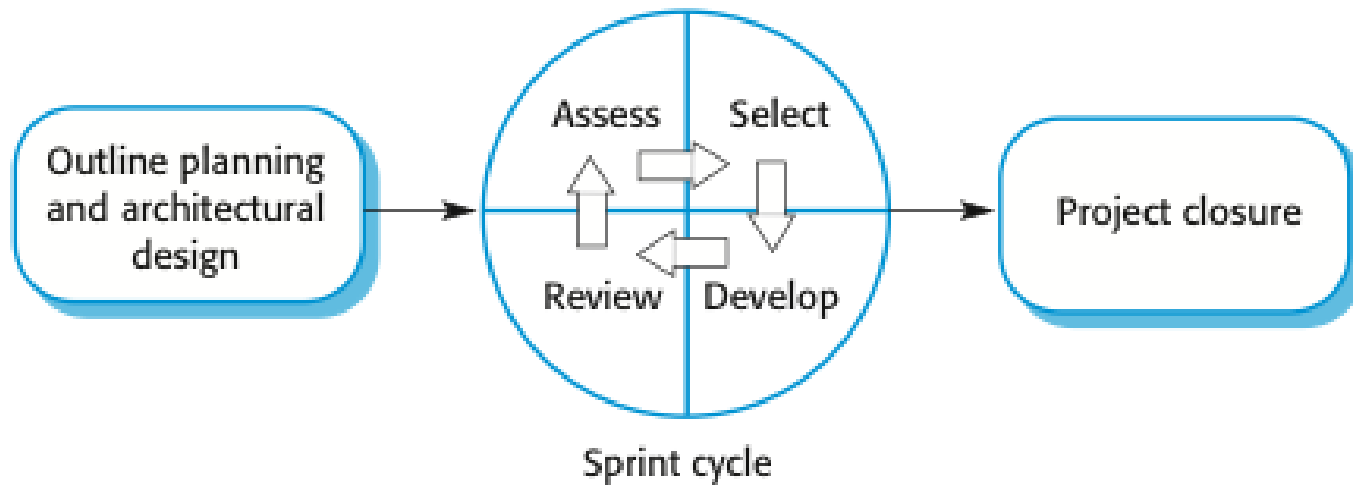 Outline planning
and architectural
design
Assess
Select
Review
Develop
Sprint cycle
Project closure